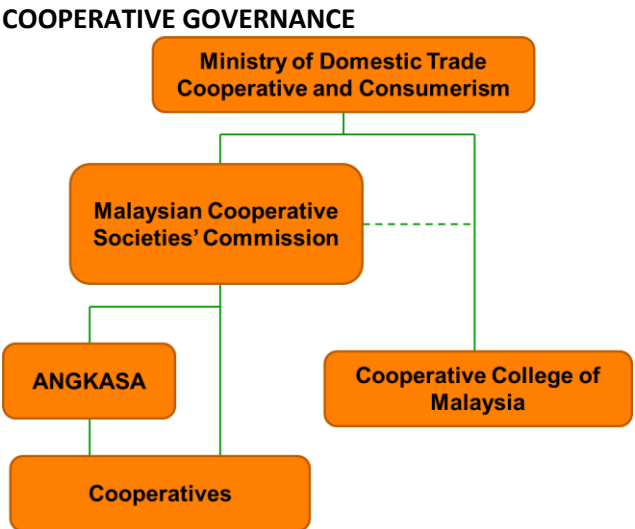 COOPERATIVE GOVERNANCE
Ministry of Domestic Trade
Cooperative and Consumerism
Malaysian Cooperative
Societies’ Commission
ANGKASA
Cooperative College of
Malaysia
Cooperatives